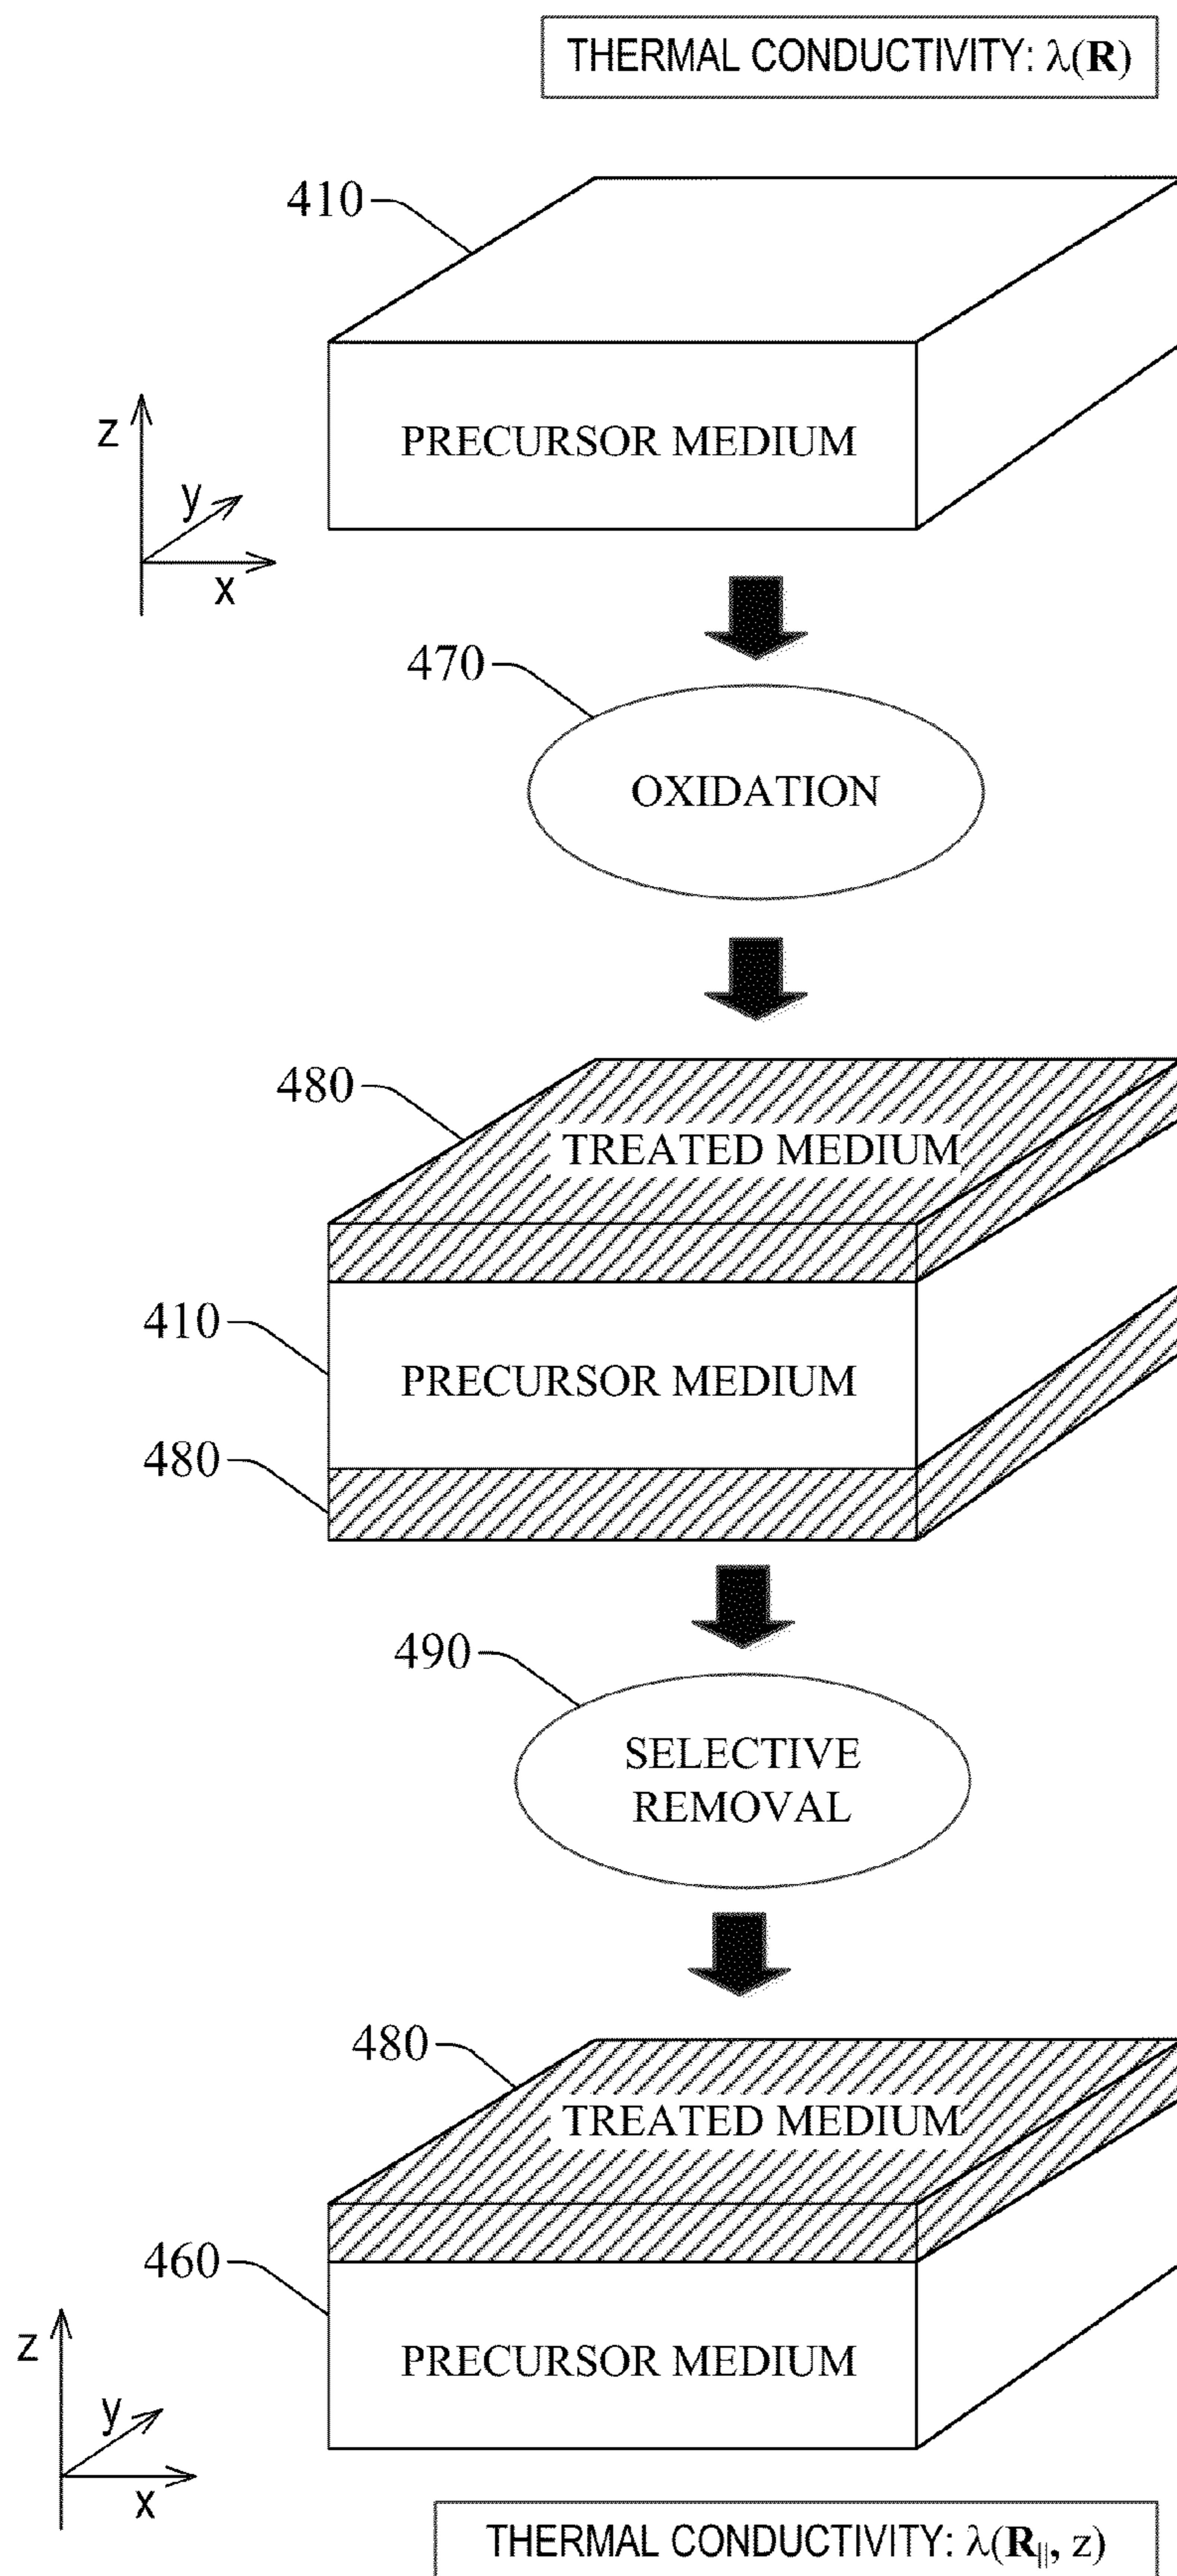 THERMAL CONDUCTIVITY: λ(R)
410
PRECURSOR MEDIUM
z
y
x
470
OXIDATION
480
TREATED MEDIUM
410
PRECURSOR MEDIUM
480
490
SELECTIVE
REMOVAL
480
TREATED MEDIUM
460
PRECURSOR MEDIUM
z
y
x
THERMAL CONDUCTIVITY: λ(R||, z)